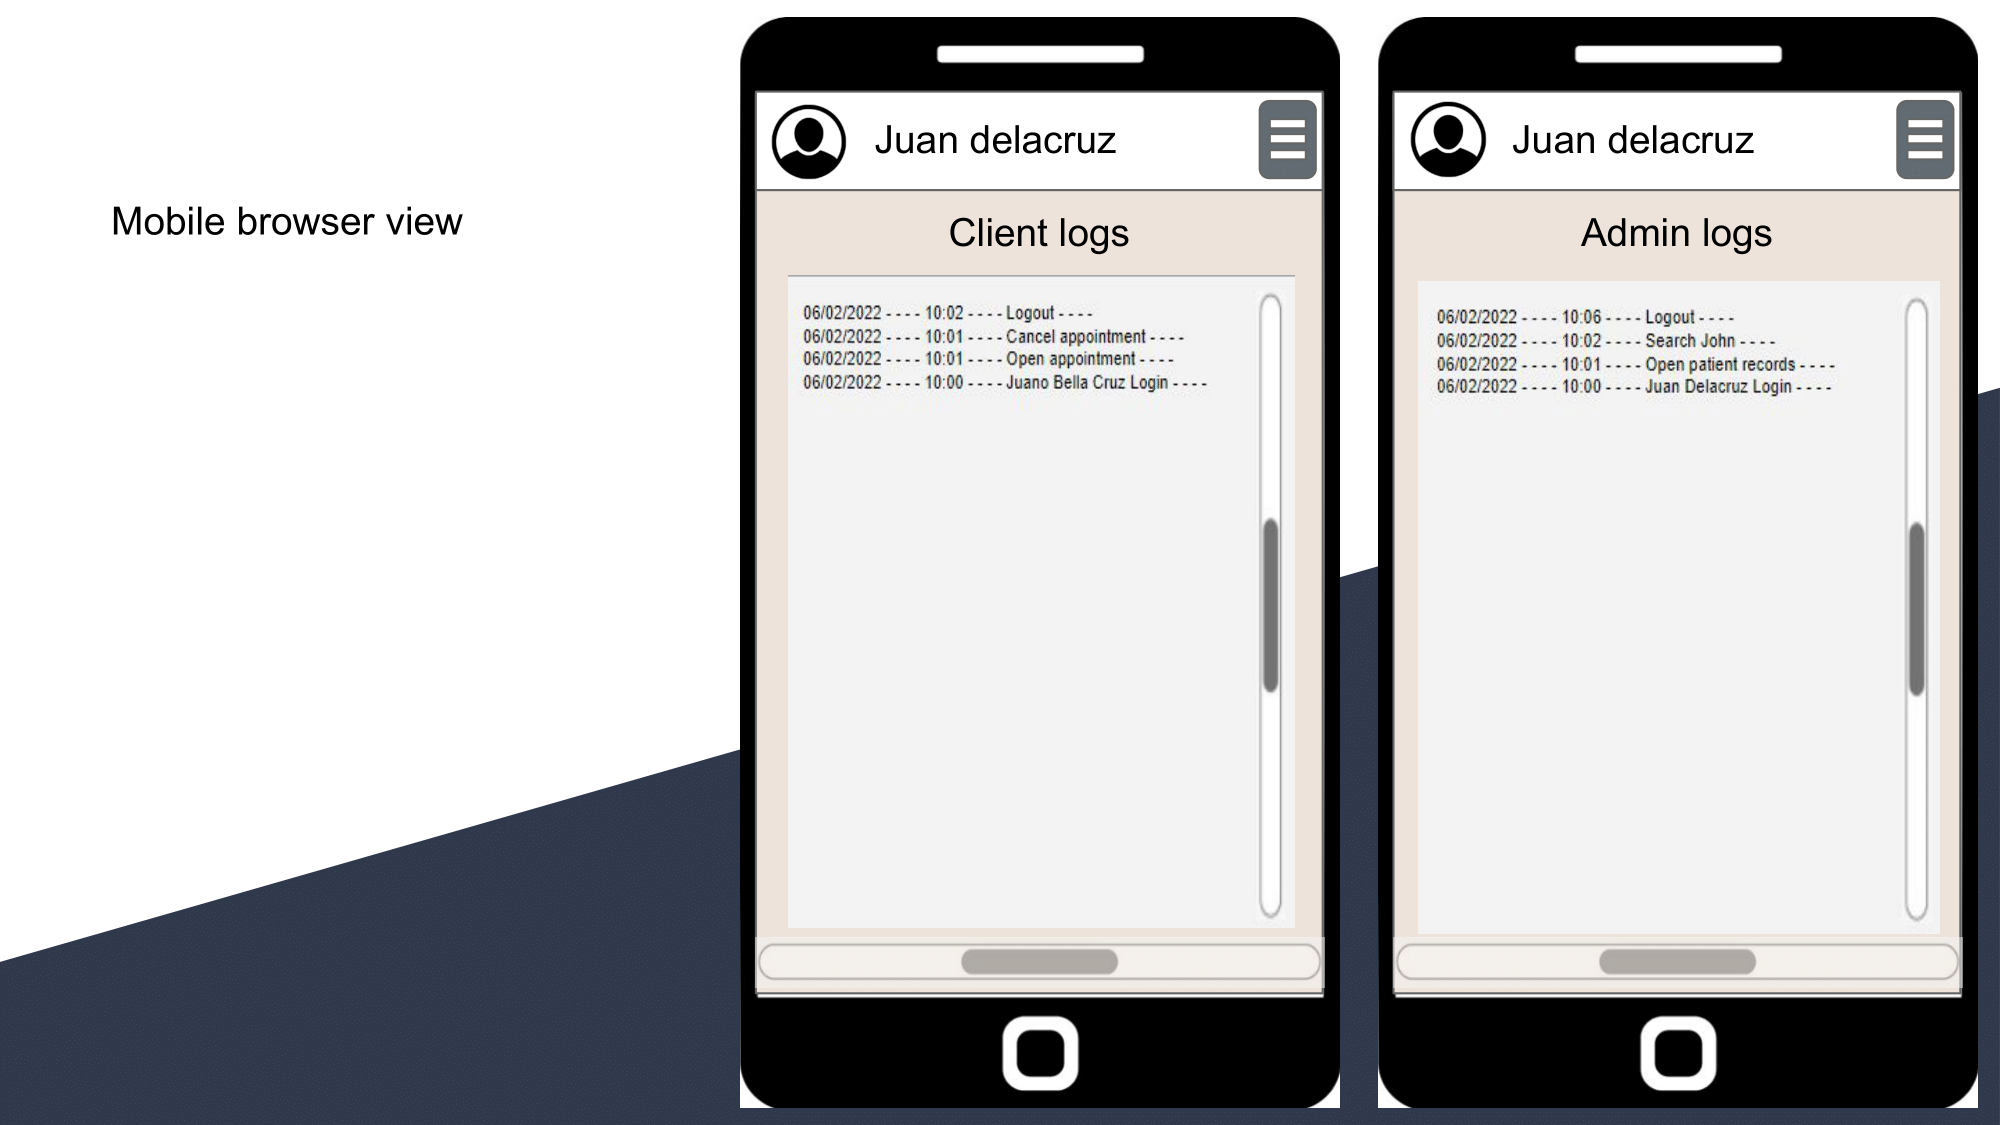 Mobile browser view
Juan delacruz
Client logs
06/02/2022 - - - - 10:02 - - - - Logout - - - -
06/02/2022 - - - - 10:01 - - - - Cancel appointment - - - -
06/02/2022 - - - - 10:01 - - - - Open appointment - - - -
06/02/2022 - - - - 10:00 - - - - Juano Bella Cruz Login - - - -
Juan delacruz
Admin logs
06/02/2022 - - - - 10:06 - - - - Logout - - - -
06/02/2022 - - - - 10:02 - - - - Search John - - - -
06/02/2022 - - - - 10:01 - - - - Open patient records - - - -
06/02/2022 - - - - 10:00 - - - - Juan Delacruz Login - - - -